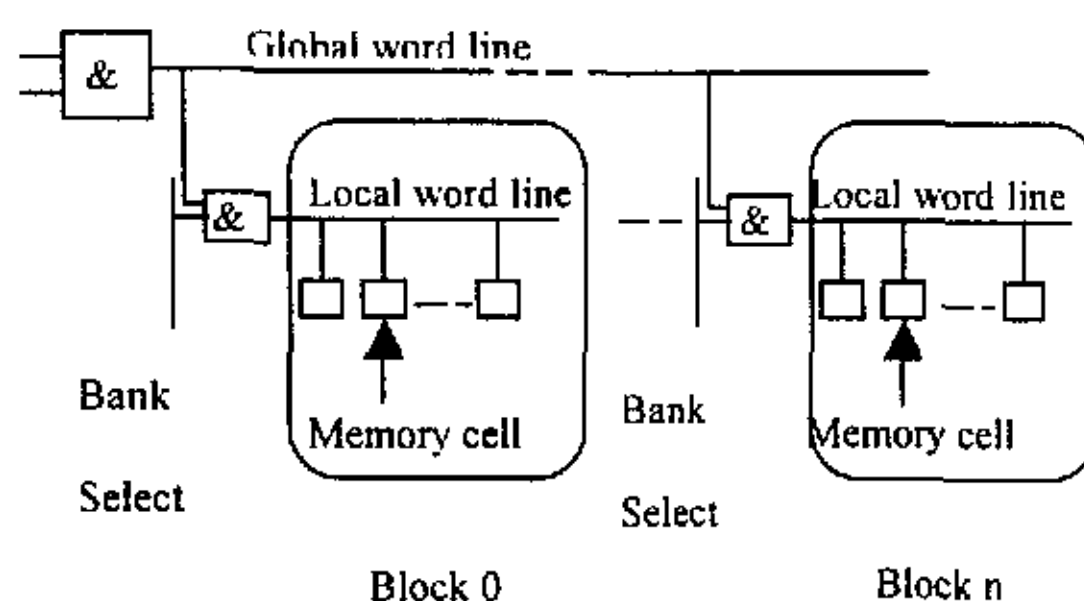 Global word line
&
Local word line
&
Memory cell
Bank
Select
Block 0
Local word line
&
Memory cell
Bank
Select
Block n